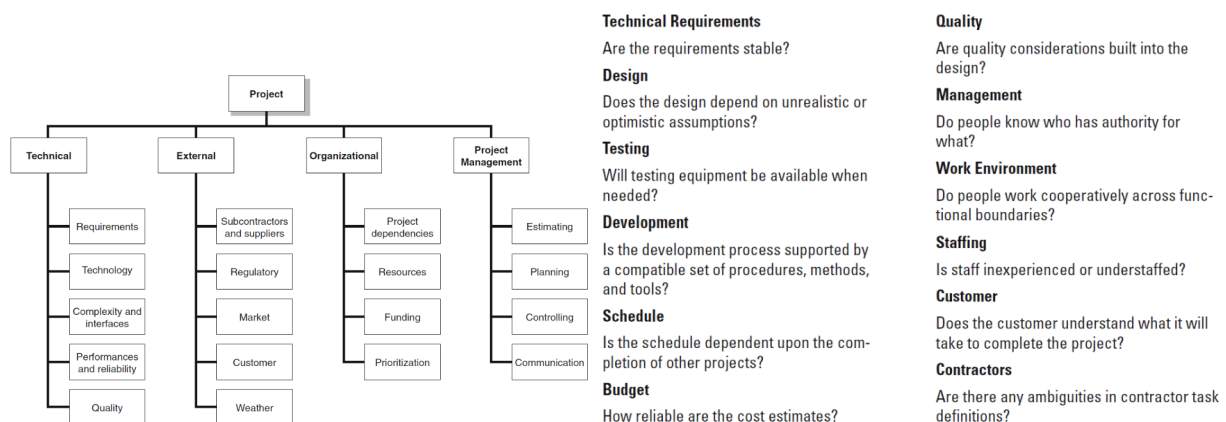 Project
Technical
External
Organizational
Project
Management
Requirements
Technology
Complexity and
interfaces
Performances
and reliability
Quality
Subcontractors
and suppliers
Regulatory
Market
Customer
Weather
Project
dependencies
Resources
Funding
Prioritization
Estimating
Planning
Controlling
Communication
Technical Requirements
Are the requirements stable?
Design
Does the design depend on unrealistic or
optimistic assumptions?
Testing
Will testing equipment be available when
needed?
Development
Is the development process supported by
a compatible set of procedures, methods,
and tools?
Schedule
Is the schedule dependent upon the com-
pletion of other projects?
Budget
How reliable are the cost estimates?
Quality
Are quality considerations built into the
design?
Management
Do people know who has authority for
what?
Work Environment
Do people work cooperatively across func-
tional boundaries?
Staffing
Is staff inexperienced or understaffed?
Customer
Does the customer understand what it will
take to complete the project?
Contractors
Are there any ambiguities in contractor task
definitions?